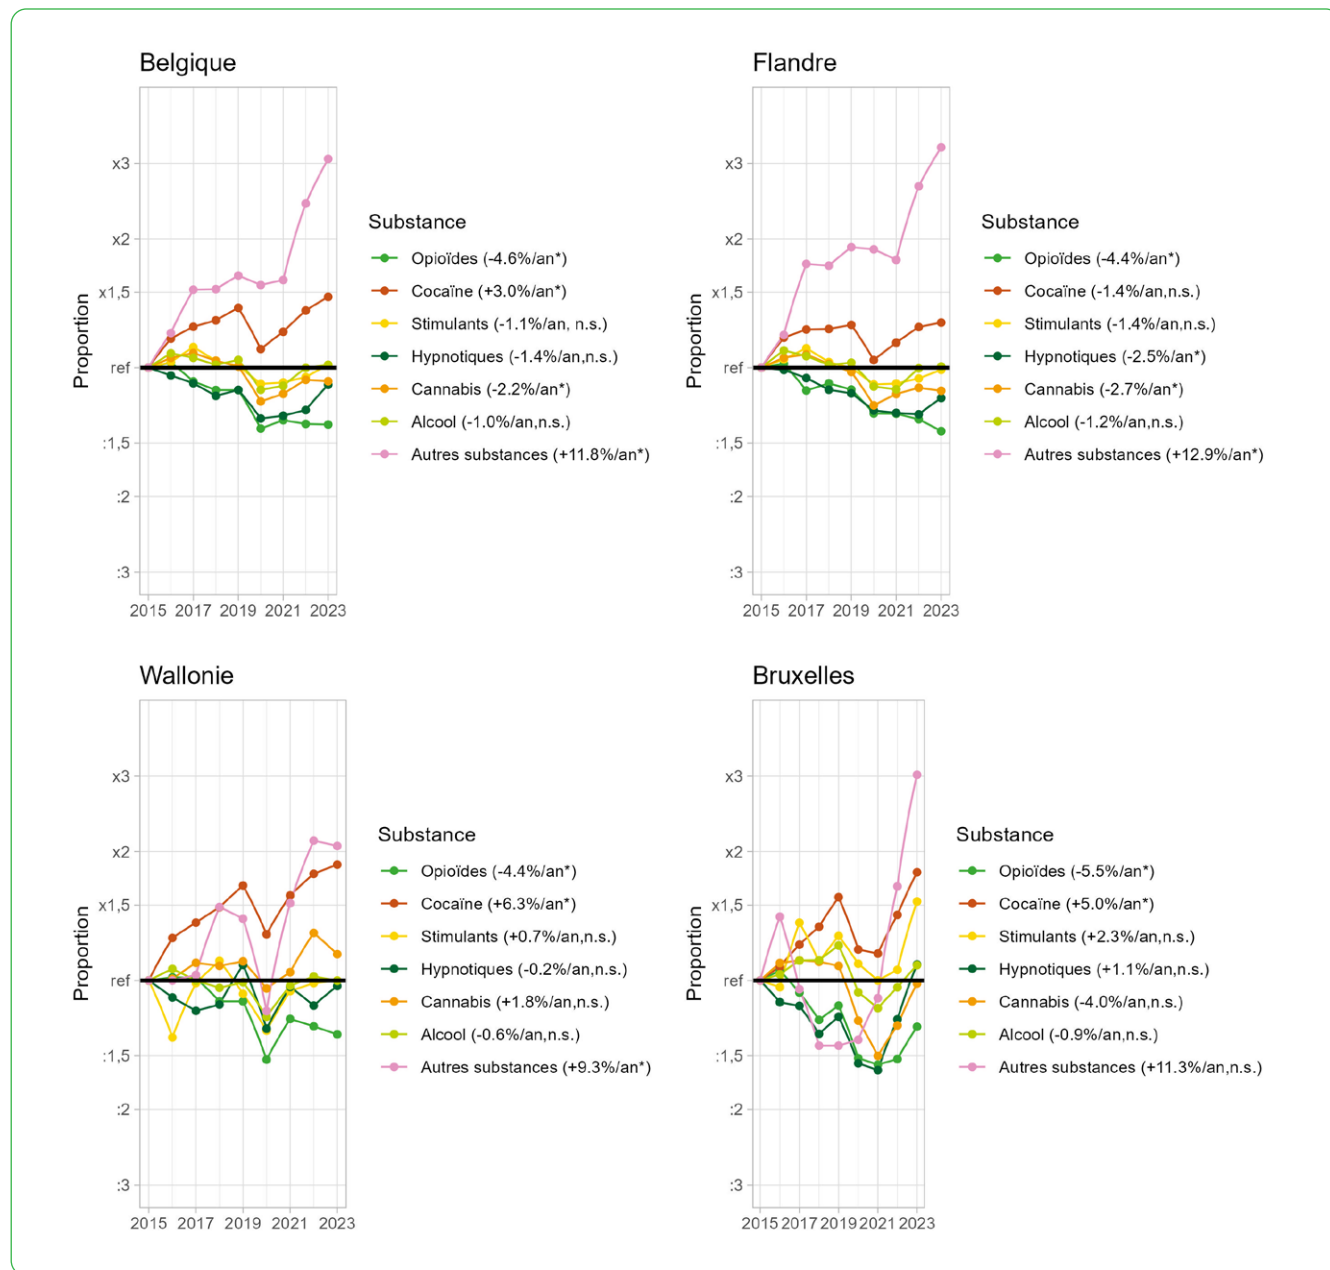 Belgique
Proportion
x3
x2
x1,5
ref
:1,5
:2
:3
2015 2017 2019 2021 2023
Substance
Opioïdes (-4.6%/an*)
Cocaïne (+3.0%/an*)
Stimulants (-1.1%/an, n.s.)
Hypnotiques (-1.4%/an,n.s.)
Cannabis (-2.2%/an*)
Alcool (-1.0%/an,n.s.)
Autres substances (+11.8%/an*)
Flandre
Proportion
x3
x2
x1,5
ref
:1,5
:2
:3
2015 2017 2019 2021 2023
Substance
Opioïdes (-4.4%/an*)
Cocaïne (-1.4%/an,n.s.)
Stimulants (-1.4%/an,n.s.)
Hypnotiques (-2.5%/an*)
Cannabis (-2.7%/an*)
Alcool (-1.2%/an,n.s.)
Autres substances (+12.9%/an*)
Wallonie
Proportion
x3
x2
x1,5
ref
:1,5
:2
:3
2015 2017 2019 2021 2023
Substance
Opioïdes (-4.4%/an*)
Cocaïne (+6.3%/an*)
Stimulants (+0.7%/an,n.s.)
Hypnotiques (-0.2%/an,n.s.)
Cannabis (+1.8%/an,n.s.)
Alcool (-0.6%/an,n.s.)
Autres substances (+9.3%/an*)
Bruxelles
Proportion
x3
x2
x1,5
ref
:1,5
:2
:3
2015 2017 2019 2021 2023
Substance
Opioïdes (-5.5%/an*)
Cocaïne (+5.0%/an*)
Stimulants (+2.3%/an,n.s.)
Hypnotiques (+1.1%/an,n.s.)
Cannabis (-4.0%/an,n.s.)
Alcool (-0.9%/an,n.s.)
Autres substances (+11.3%/an,n.s.)